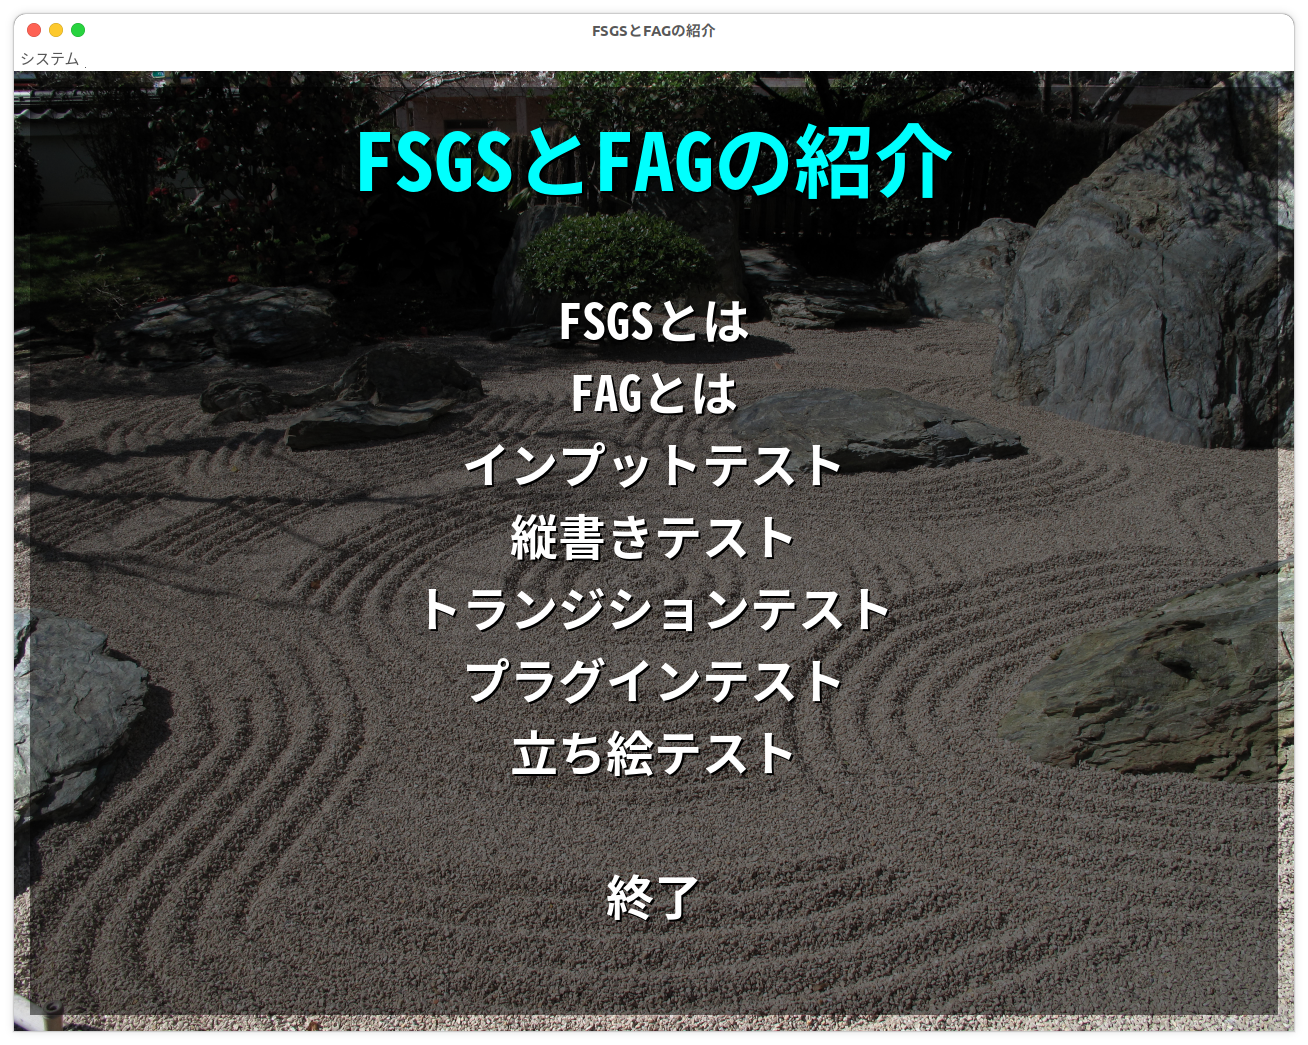 FSGSとFAGの紹介
システム
FSGSとFAGの紹介
FSGSとは
FAGとは
インプットテスト
縦書きテスト
トランジションテスト
プラグインテスト
立ち絵テスト
終了